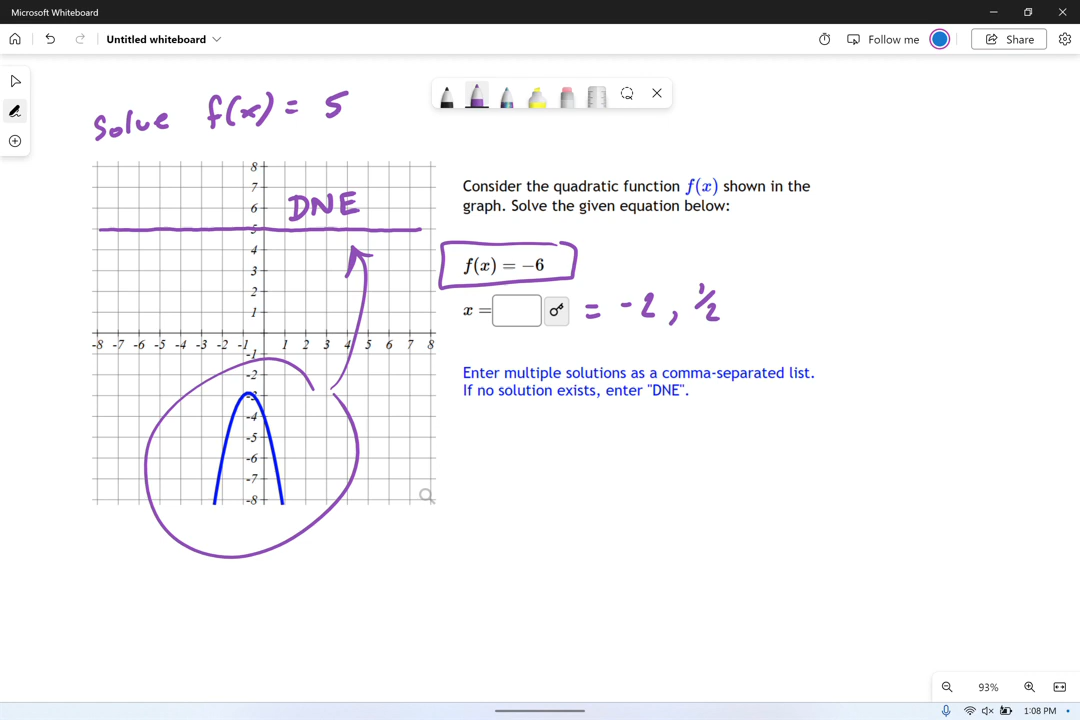 Microsoft Whiteboard
Untitled whiteboard
Follow me
Share
Solve f(x) = 5
DNE
8
7
6
5
4
3
2
1
-8 -7 -6 -5 -4 -3 -2 -1 1 2 3 4 5 6 7 8
-1
-2
-3
-4
-5
-6
-7
-8
Consider the quadratic function f(x) shown in the
graph. Solve the given equation below:
f(x) = −6
x = = -2, 1/2
Enter multiple solutions as a comma-separated list.
If no solution exists, enter "DNE".
93%
1:08 PM